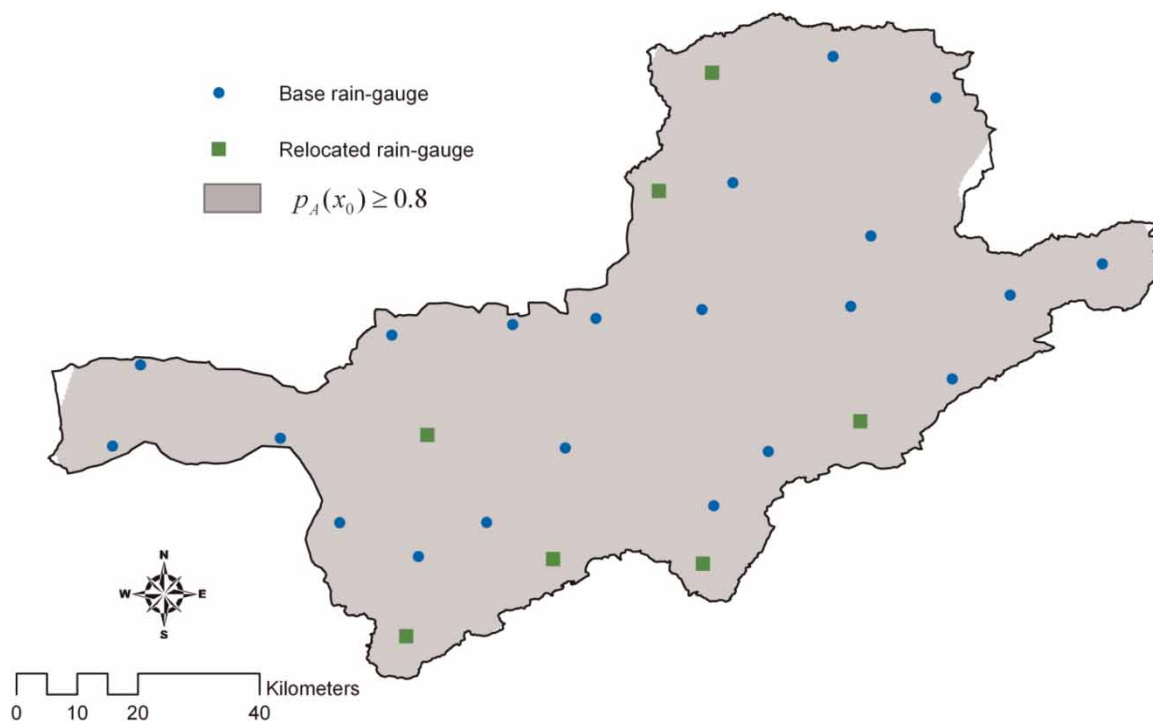 Base rain-gauge
Relocated rain-gauge
p_A(x_0) ≥ 0.8
N
W E
S
Kilometers
0 10 20 40